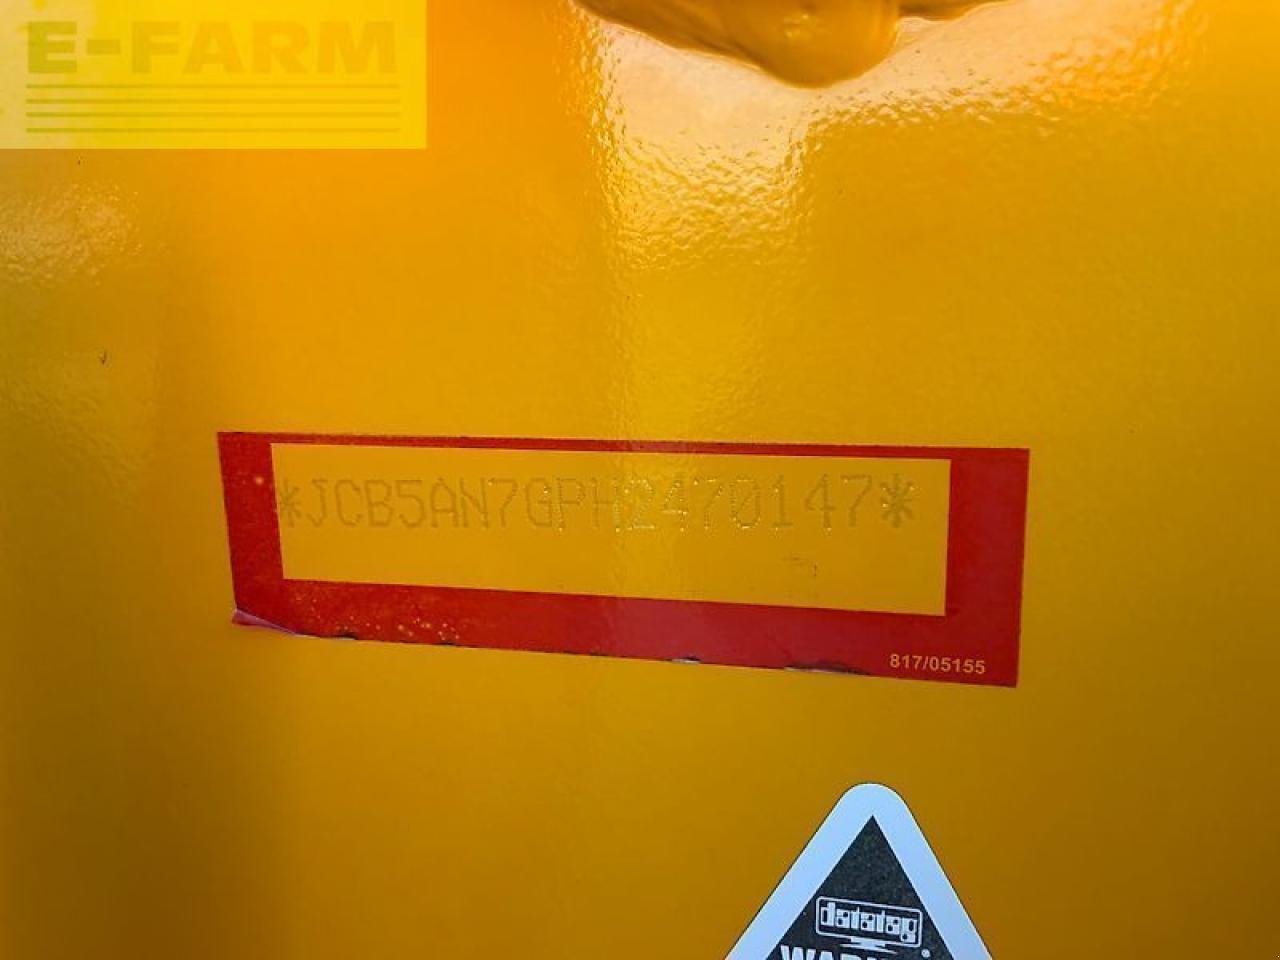 E-FARM
*JCB5AN7GPH2470147*
817/05155
datatag